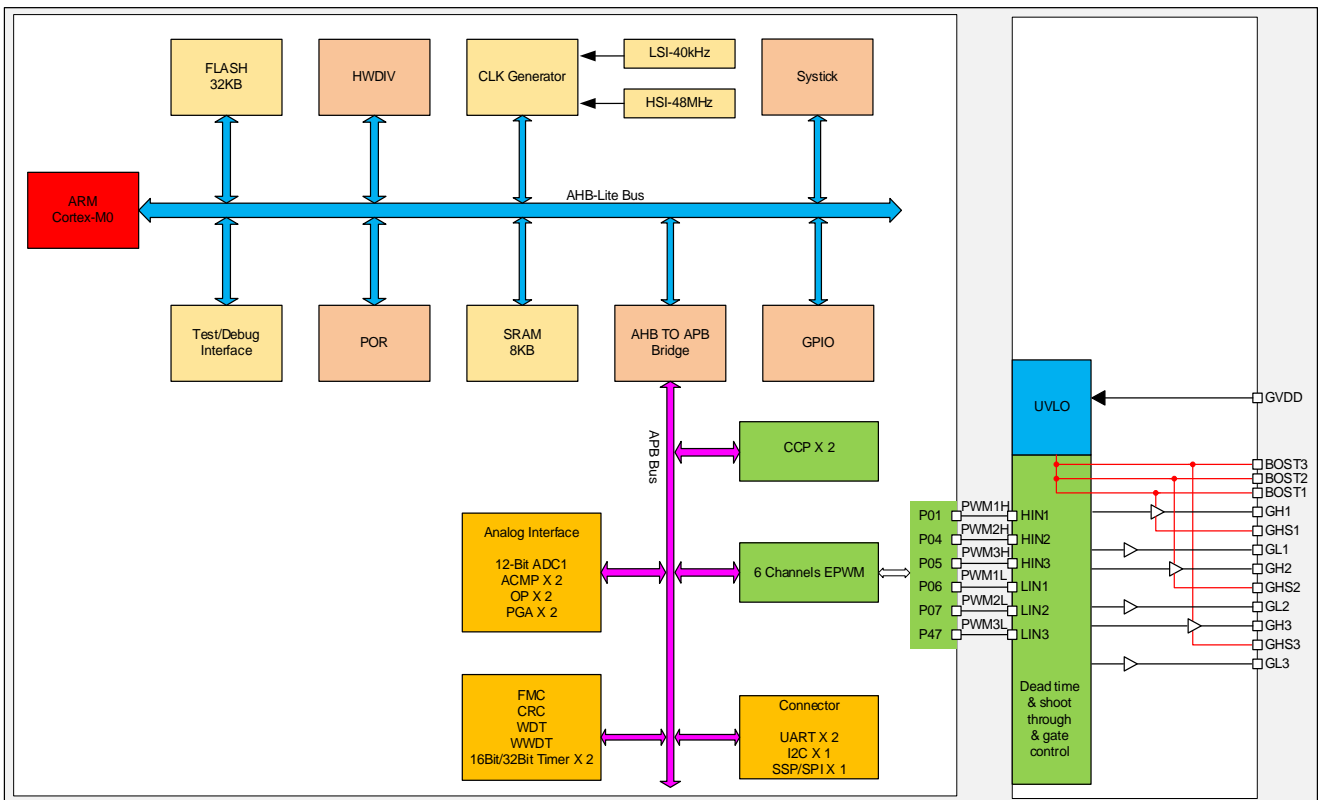 FLASH
32KB
HWDIV
CLK Generator
LSI-40kHz
HSI-48MHz
Systick
ARM
Cortex-M0
AHB-Lite Bus
Test/Debug
Interface
POR
SRAM
8KB
AHB TO APB
Bridge
GPIO
APB Bus
CCP X 2
Analog Interface
12-Bit ADC1
ACMP X 2
OP X 2
PGA X 2
6 Channels EPWM
FMC
CRC
WDT
WWDT
16Bit/32Bit Timer X 2
Connector
UART X 2
I2C X 1
SSP/SPI X 1
P01
P04
P05
P06
P07
P47
PWM1H
PWM2H
PWM3H
PWM1L
PWM2L
PWM3L
HIN1
HIN2
HIN3
LIN1
LIN2
LIN3
UVLO
Dead time
& shoot
through
& gate
control
GVDD
BOST3
BOST2
BOST1
GH1
GHS1
GL1
GH2
GHS2
GL2
GH3
GHS3
GL3